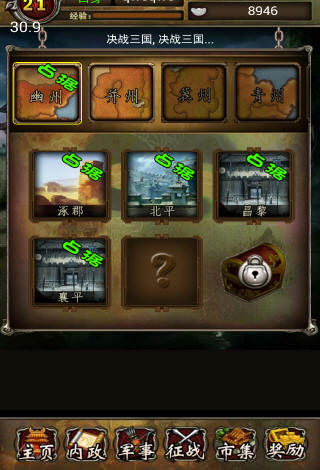 21
经验:
8946
30.9
决战三国, 决战三国...
占据
幽州 并州 冀州 青州
占据 占据 占据
涿郡 北平 昌黎
占据
襄平 ?
主页 内政 军事 征战 市集 奖励